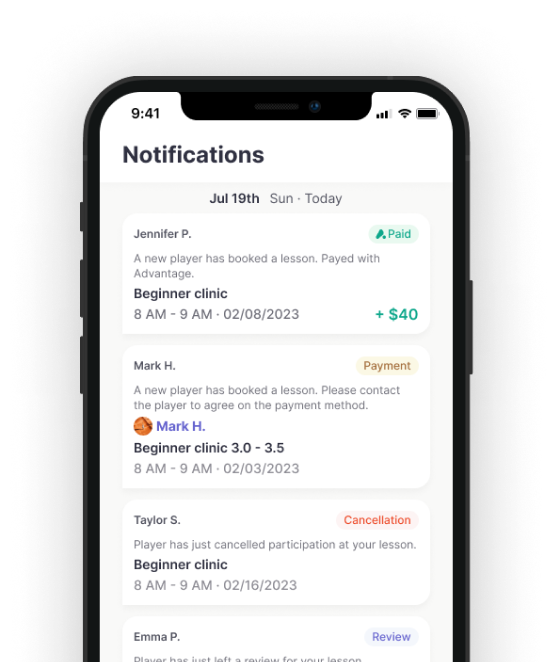 9:41
Notifications
Jul 19th Sun · Today
Jennifer P. Paid
A new player has booked a lesson. Payed with
Advantage.
Beginner clinic
8 AM - 9 AM · 02/08/2023 + $40
Mark H. Payment
A new player has booked a lesson. Please contact
the player to agree on the payment method.
Mark H.
Beginner clinic 3.0 - 3.5
8 AM - 9 AM · 02/03/2023
Taylor S. Cancellation
Player has just cancelled participation at your lesson.
Beginner clinic
8 AM - 9 AM · 02/16/2023
Emma P. Review
Player has just left a review for your lesson